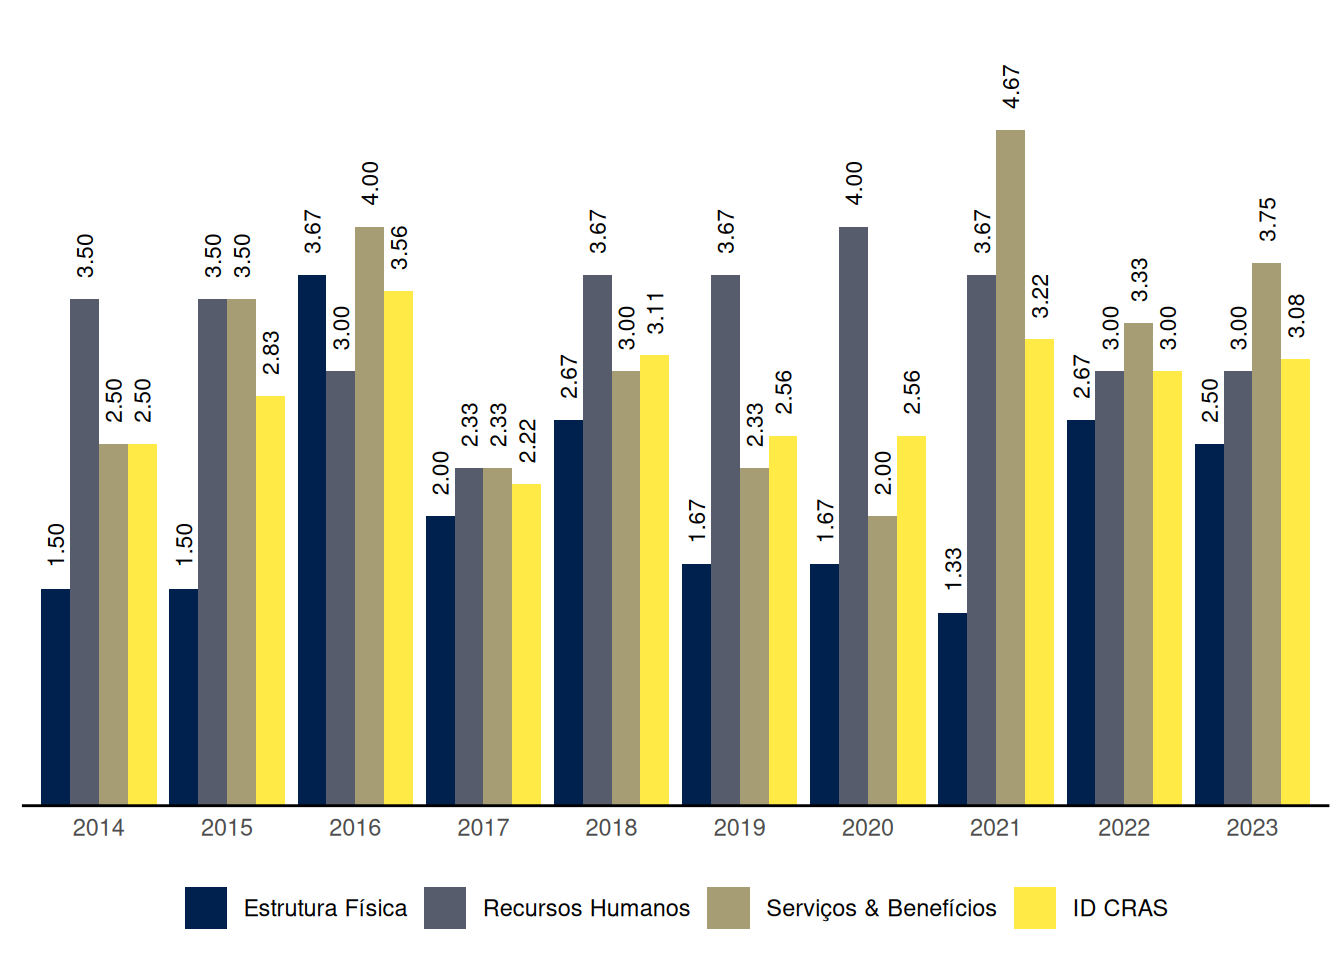 1.50 3.50 2.50 2.50
1.50 3.50 3.50 2.83
3.67 3.00 4.00 3.56
2.00 2.33 2.33 2.22
2.67 3.67 3.00 3.11
1.67 3.67 2.33 2.56
1.67 4.00 2.00 2.56
1.33 3.67 4.67 3.22
2.67 3.00 3.33 3.00
2.50 3.00 3.75 3.08
2014 2015 2016 2017 2018 2019 2020 2021 2022 2023
Estrutura Física Recursos Humanos Serviços & Benefícios ID CRAS